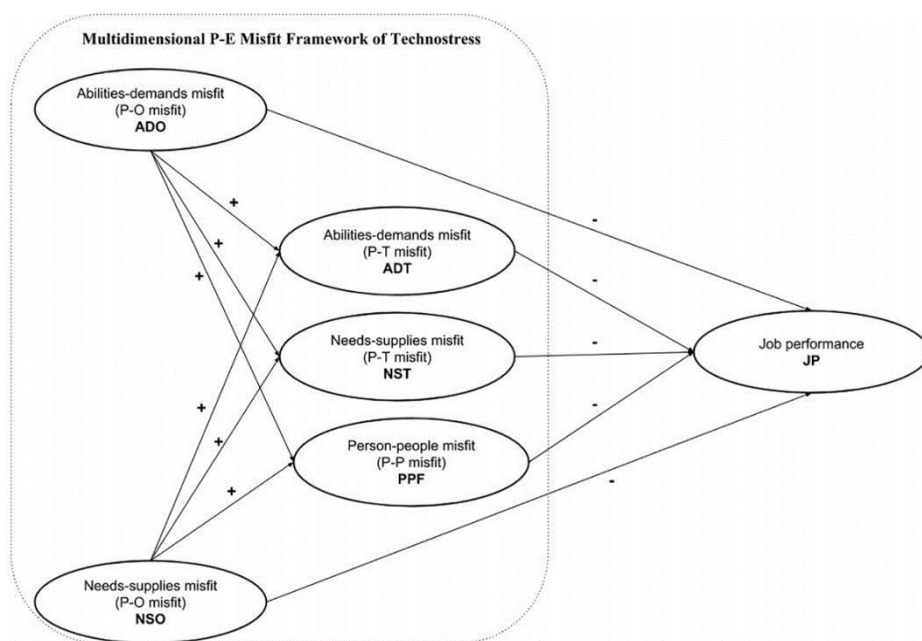 Multidimensional P-E Misfit Framework of Technostress
Abilities-demands misfit
(P-O misfit)
ADO
+
+
+
Abilities-demands misfit
(P-T misfit)
ADT
Needs-supplies misfit
(P-T misfit)
NST
Person-people misfit
(P-P misfit)
PPF
+
+
+
Needs-supplies misfit
(P-O misfit)
NSO
-
-
-
-
-
Job performance
JP